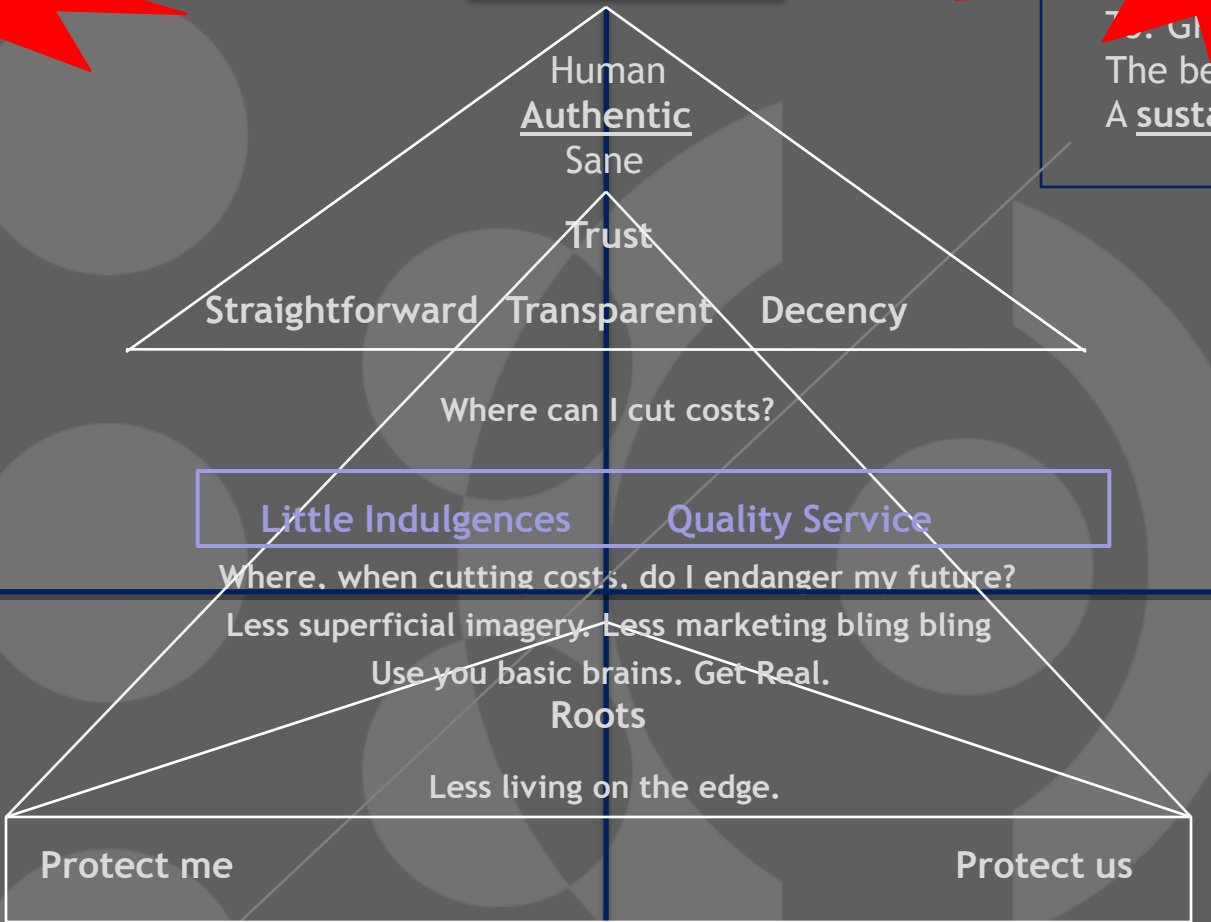 The
A
Human
Authentic
Sane
Trust
Straightforward Transparent Decency
Where can I cut costs?
Little Indulgences Quality Service
Where, when cutting costs, do I endanger my future?
Less superficial imagery. Less marketing bling bling
Use you basic brains. Get Real.
Roots
Less living on the edge.
Protect me Protect us